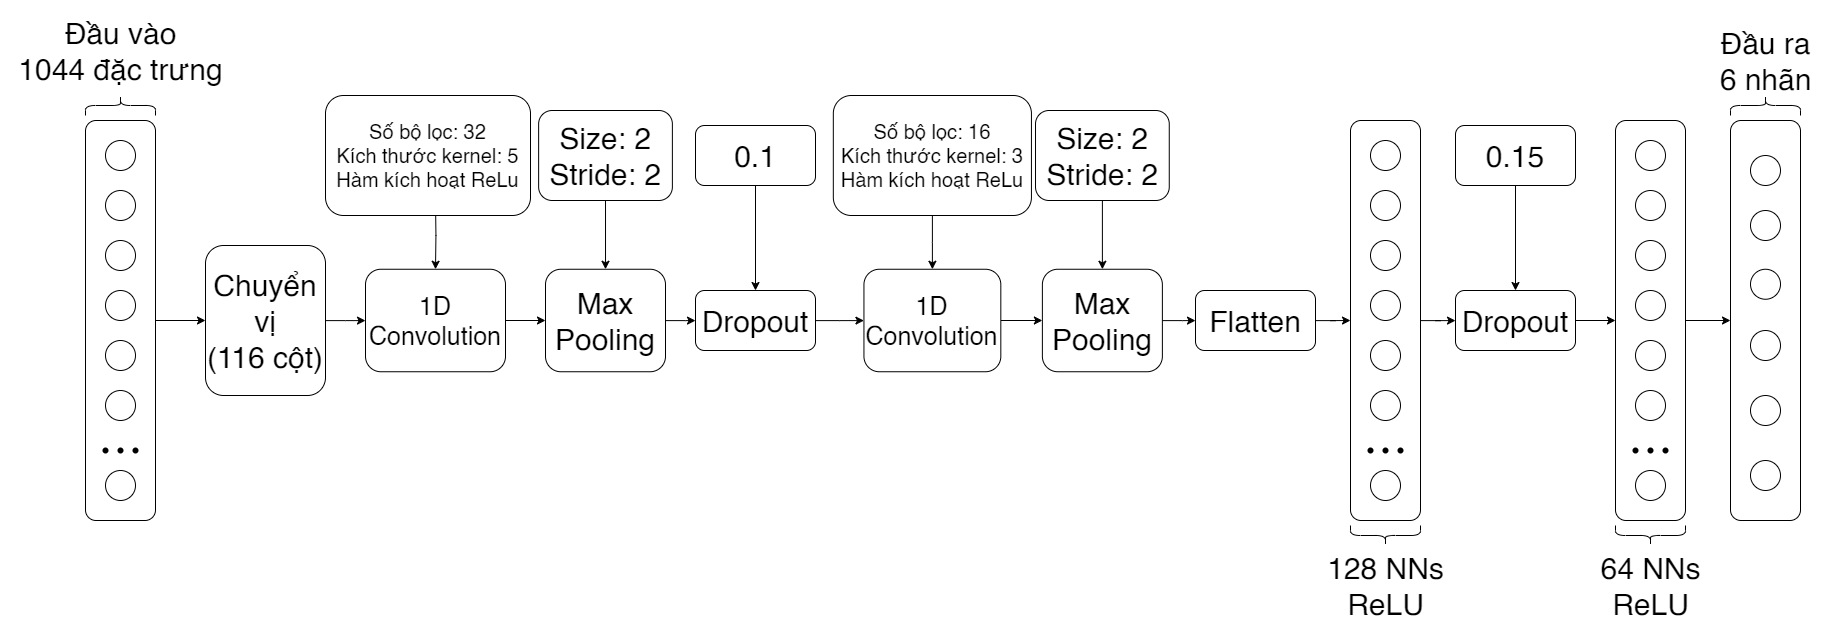 Đầu vào
1044 đặc trưng
Chuyển
vị
(116 cột)
Số bộ lọc: 32
Kích thước kernel: 5
Hàm kích hoạt ReLu
1D
Convolution
Size: 2
Stride: 2
Max
Pooling
0.1
Dropout
Số bộ lọc: 16
Kích thước kernel: 3
Hàm kích hoạt ReLu
1D
Convolution
Size: 2
Stride: 2
Max
Pooling
Flatten
128 NNs
ReLU
0.15
Dropout
64 NNs
ReLU
Đầu ra
6 nhãn